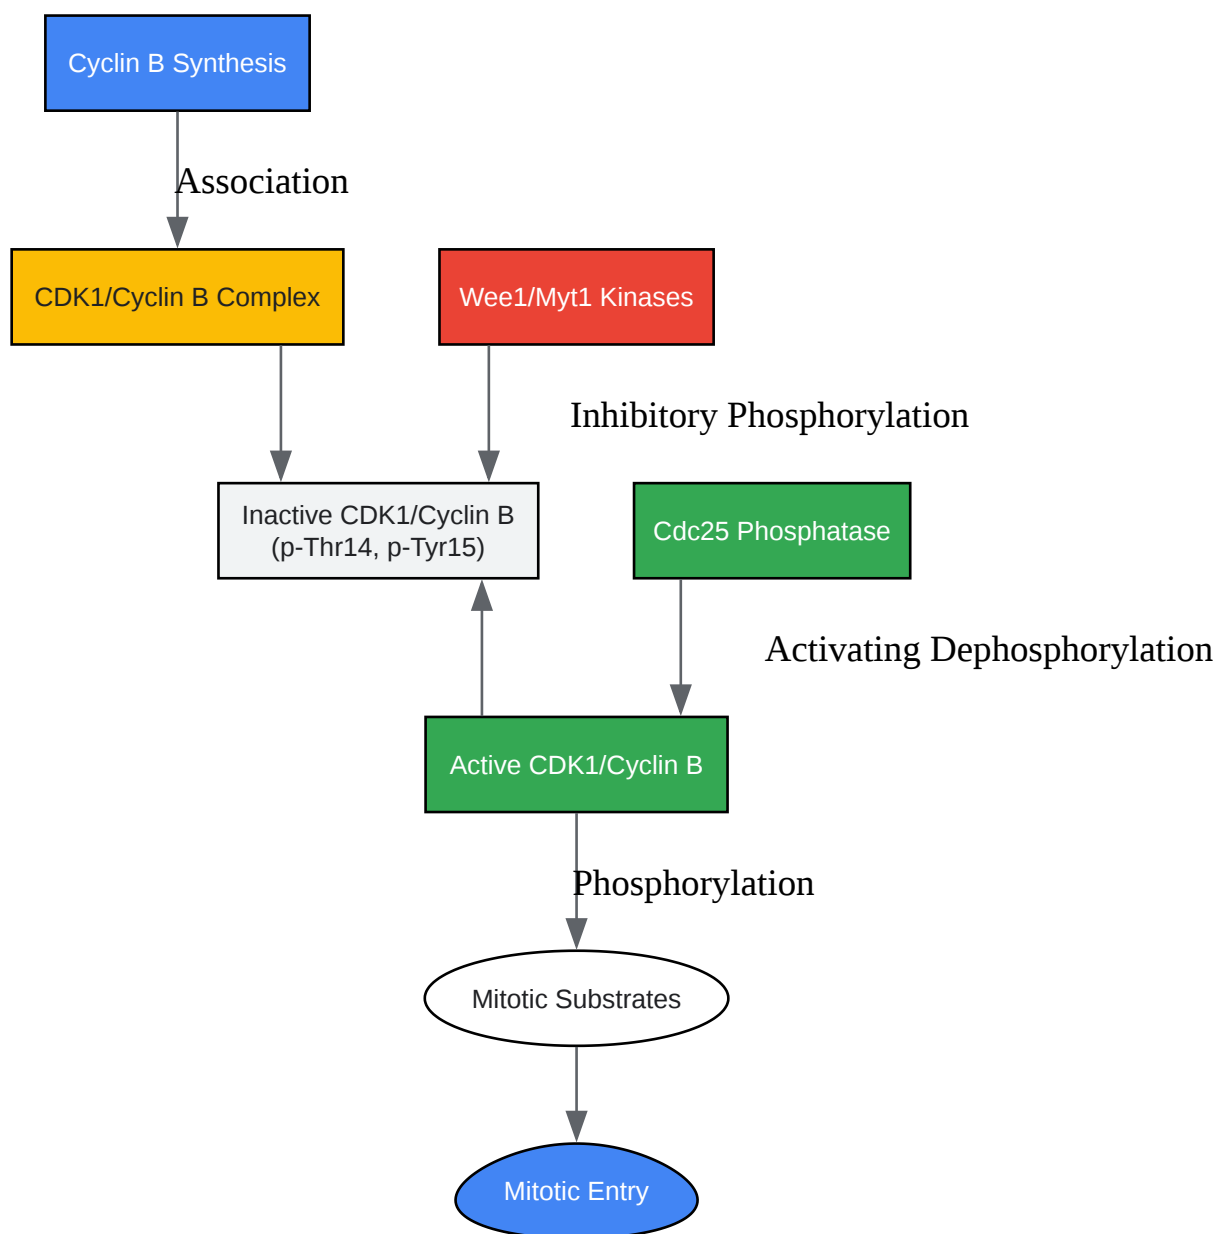 Cyclin B Synthesis
Association
CDK1/Cyclin B Complex
Wee1/Myt1 Kinases
Inhibitory Phosphorylation
Inactive CDK1/Cyclin B
(p-Thr14, p-Tyr15)
Cdc25 Phosphatase
Activating Dephosphorylation
Active CDK1/Cyclin B
Phosphorylation
Mitotic Substrates
Mitotic Entry